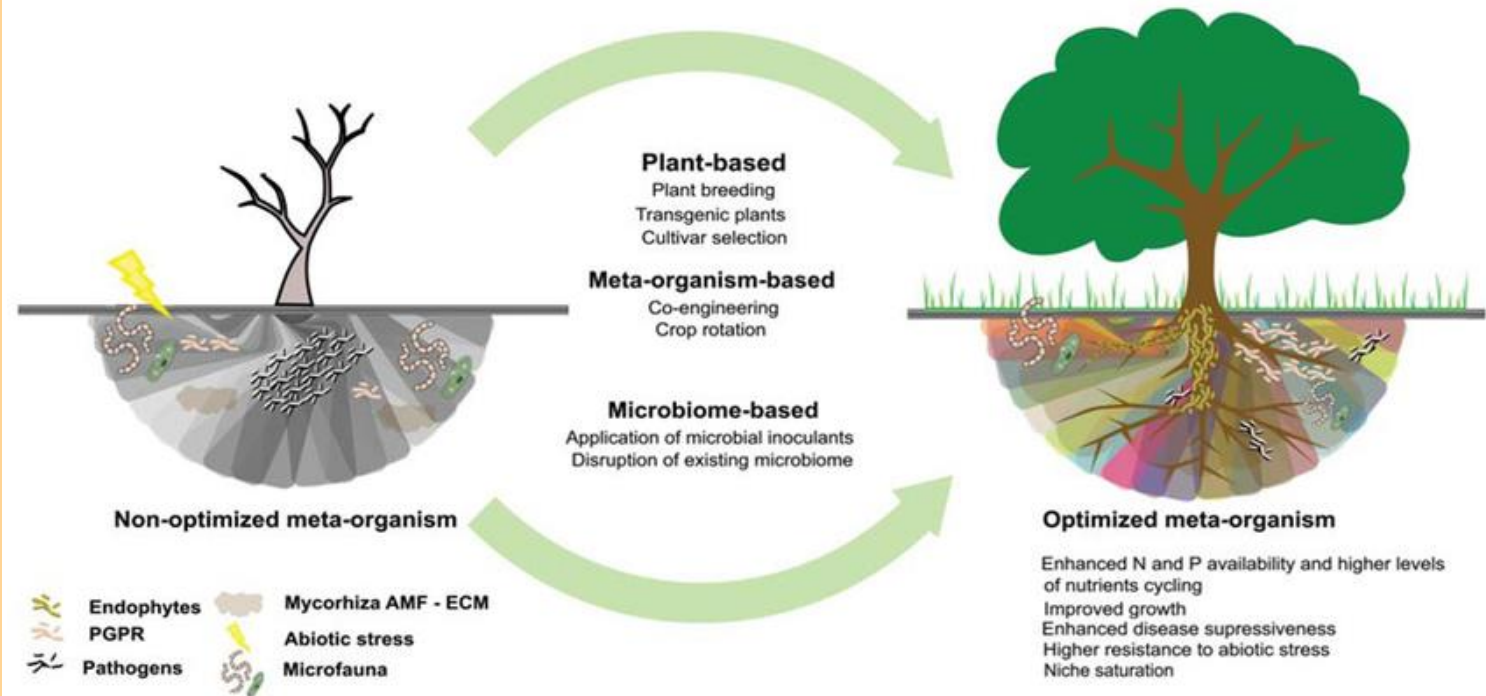 Plant-based
Plant breeding
Transgenic plants
Cultivar selection
Meta-organism-based
Co-engineering
Crop rotation
Microbiome-based
Application of microbial inoculants
Disruption of existing microbiome
Non-optimized meta-organism
Endophytes
PGPR
Pathogens
Mycorhiza AMF - ECM
Abiotic stress
Microfauna
Optimized meta-organism
Enhanced N and P availability and higher levels
of nutrients cycling
Improved growth
Enhanced disease supressiveness
Higher resistance to abiotic stress
Niche saturation